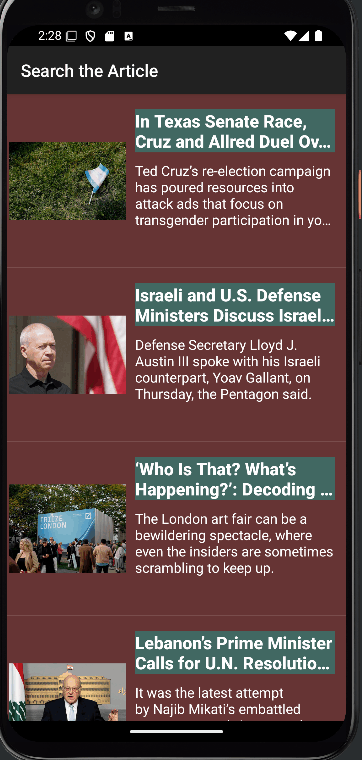 2:28
Search the Article
In Texas Senate Race,
Cruz and Allred Duel Ov...
Ted Cruz’s re-election campaign
has poured resources into
attack ads that focus on
transgender participation in yo...
Israeli and U.S. Defense
Ministers Discuss Israel...
Defense Secretary Lloyd J.
Austin III spoke with his Israeli
counterpart, Yoav Gallant, on
Thursday, the Pentagon said.
‘Who Is That? What’s
Happening?’: Decoding ...
FRIEZE
LONDON
The London art fair can be a
bewildering spectacle, where
even the insiders are sometimes
scrambling to keep up.
Lebanon’s Prime Minister
Calls for U.N. Resolutio...
It was the latest attempt
by Najib Mikati’s embattled